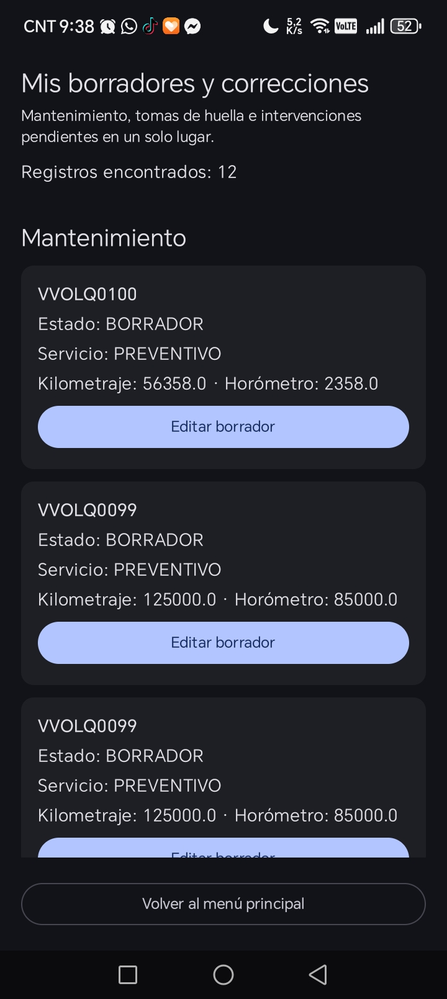 CNT 9:38
5,2 K/s
VoLTE
52
Mis borradores y correcciones
Mantenimiento, tomas de huella e intervenciones
pendientes en un solo lugar.
Registros encontrados: 12
Mantenimiento
VVOLQ0100
Estado: BORRADOR
Servicio: PREVENTIVO
Kilometraje: 56358.0 · Horómetro: 2358.0
Editar borrador
VVOLQ0099
Estado: BORRADOR
Servicio: PREVENTIVO
Kilometraje: 125000.0 · Horómetro: 85000.0
Editar borrador
VVOLQ0099
Estado: BORRADOR
Servicio: PREVENTIVO
Kilometraje: 125000.0 · Horómetro: 85000.0
Editar borrador
Volver al menú principal